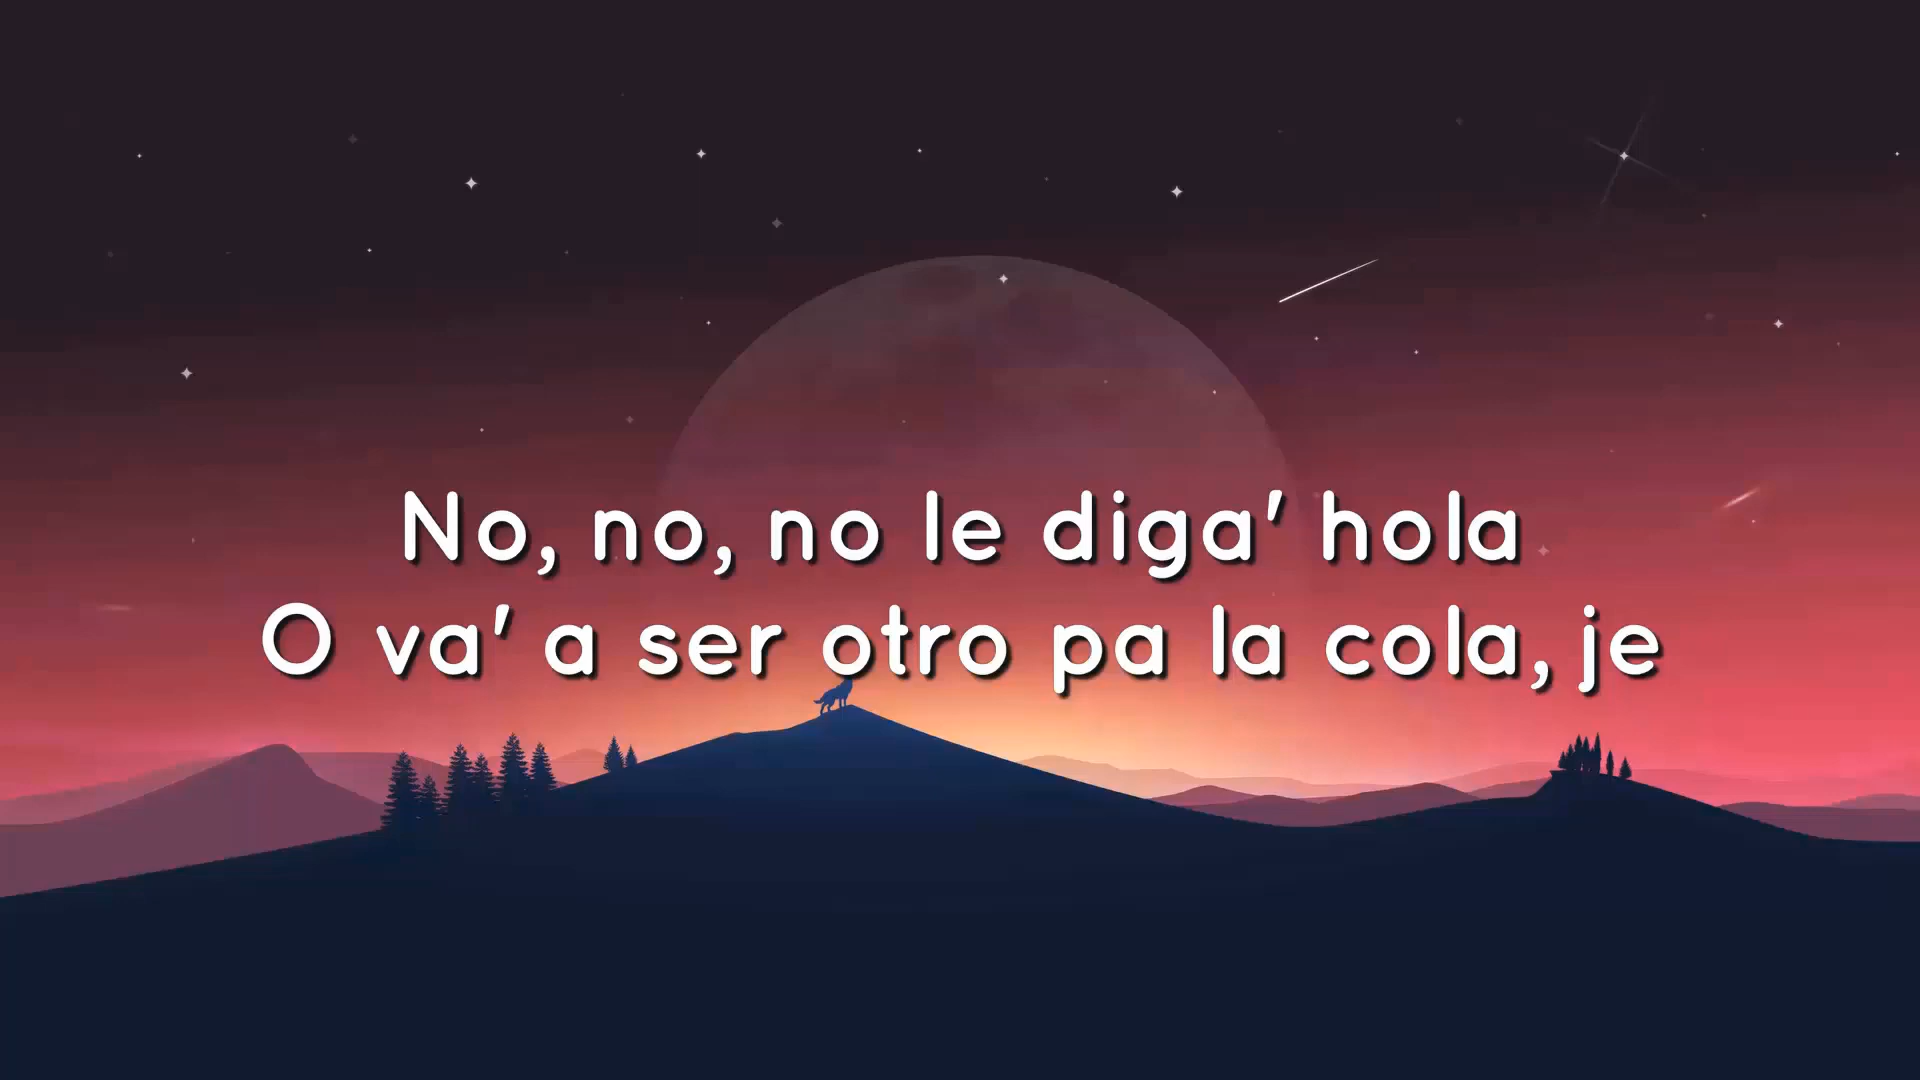 No, no, no le diga' hola
O va' a ser otro pa la cola, je